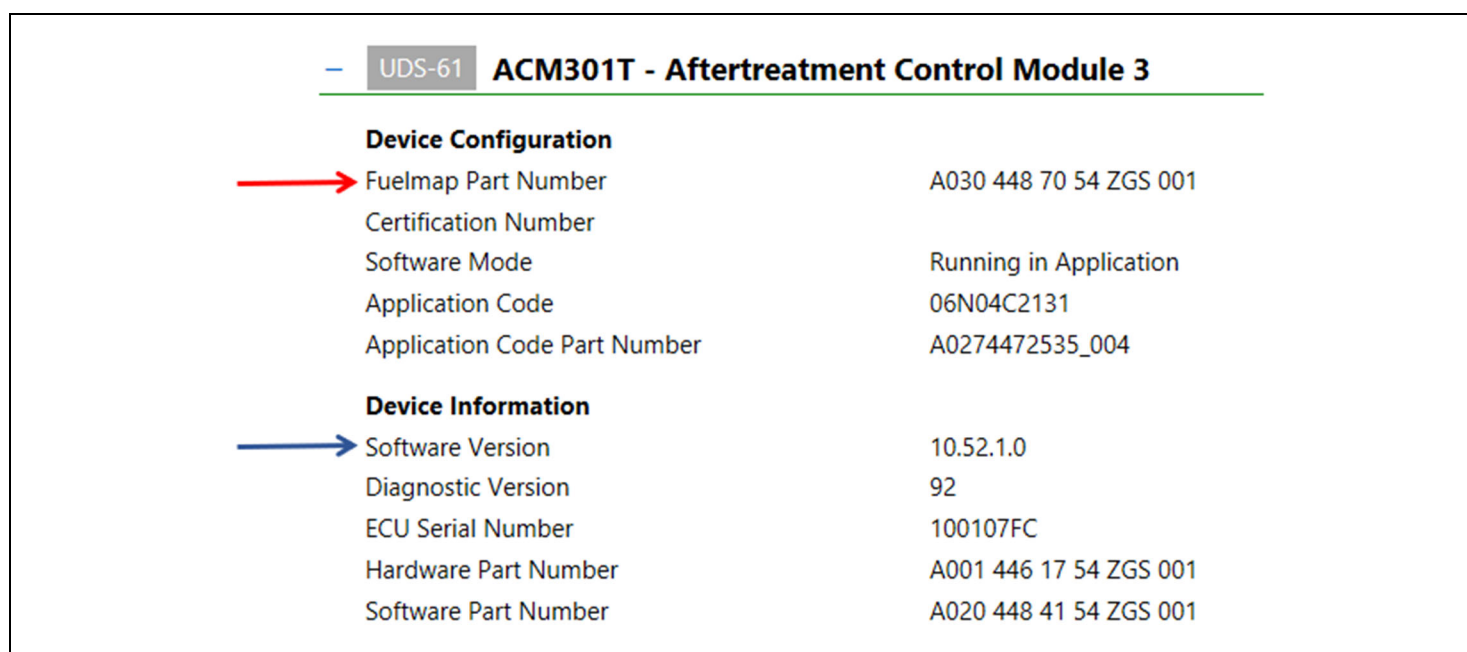 UDS-61 ACM301T - Aftertreatment Control Module 3
Device Configuration
Fuelmap Part Number A030 448 70 54 ZGS 001
Certification Number
Software Mode Running in Application
Application Code 06N04C2131
Application Code Part Number A0274472535_004
Device Information
Software Version 10.52.1.0
Diagnostic Version 92
ECU Serial Number 100107FC
Hardware Part Number A001 446 17 54 ZGS 001
Software Part Number A020 448 41 54 ZGS 001